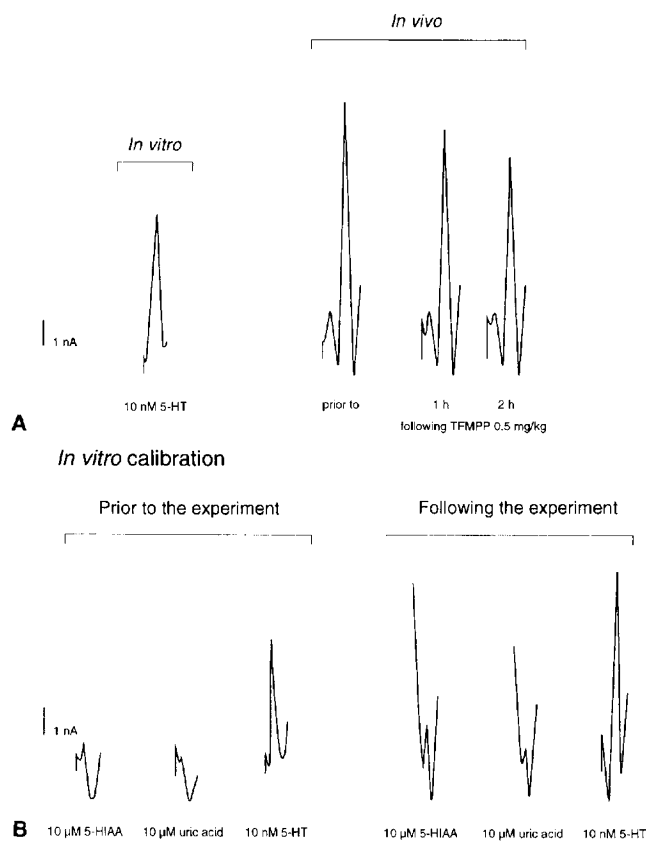 In vivo
In vitro
1 nA
10 nM 5-HT
prior to
1 h
2 h
following TFMPP 0.5 mg/kg
A
In vitro calibration
Prior to the experiment
Following the experiment
1 nA
B
10 µM 5-HIAA
10 µM uric acid
10 nM 5-HT
10 µM 5-HIAA
10 µM uric acid
10 nM 5-HT